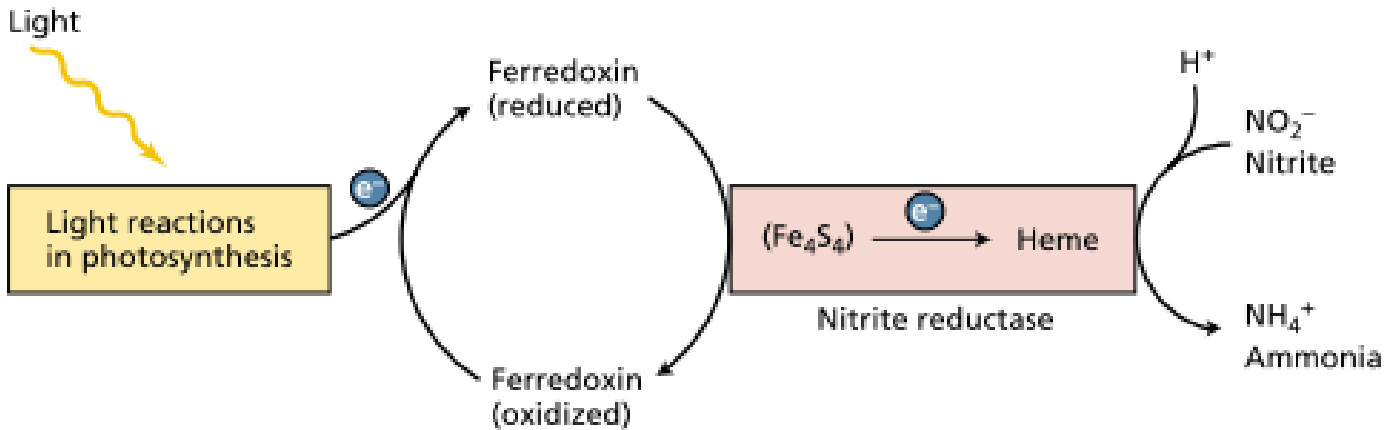 Light
Light reactions
in photosynthesis
e⁻
Ferredoxin
(reduced)
Ferredoxin
(oxidized)
(Fe₄S₄)
e⁻
Heme
Nitrite reductase
H⁺
NO₂⁻
Nitrite
NH₄⁺
Ammonia